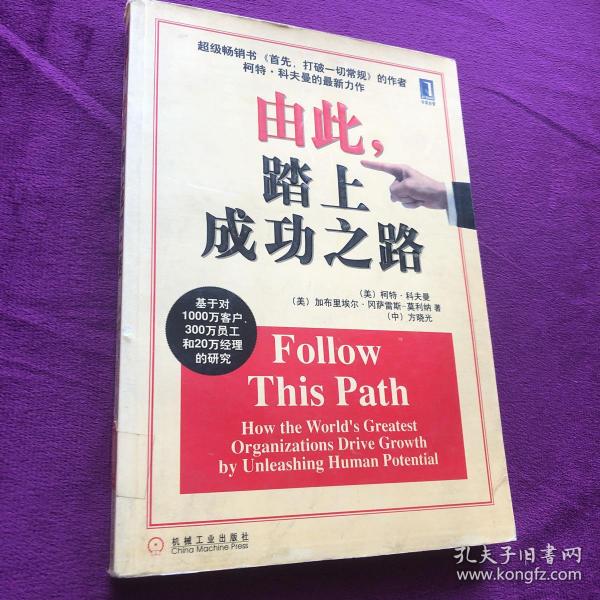 超级畅销书《首先，打破一切常规》的作者
柯特·科夫曼的最新力作
由此，
踏上
成功之路
（美）柯特·科夫曼
（美）加布里埃尔·冈萨雷斯-莫利纳 著
（中）方晓光
基于对
1000万客户、
300万员工
和20万经理
的研究
Follow
This Path
How the World's Greatest
Organizations Drive Growth
by Unleashing Human Potential
机械工业出版社
China Machine Press
孔夫子旧书网
www.kongfz.com